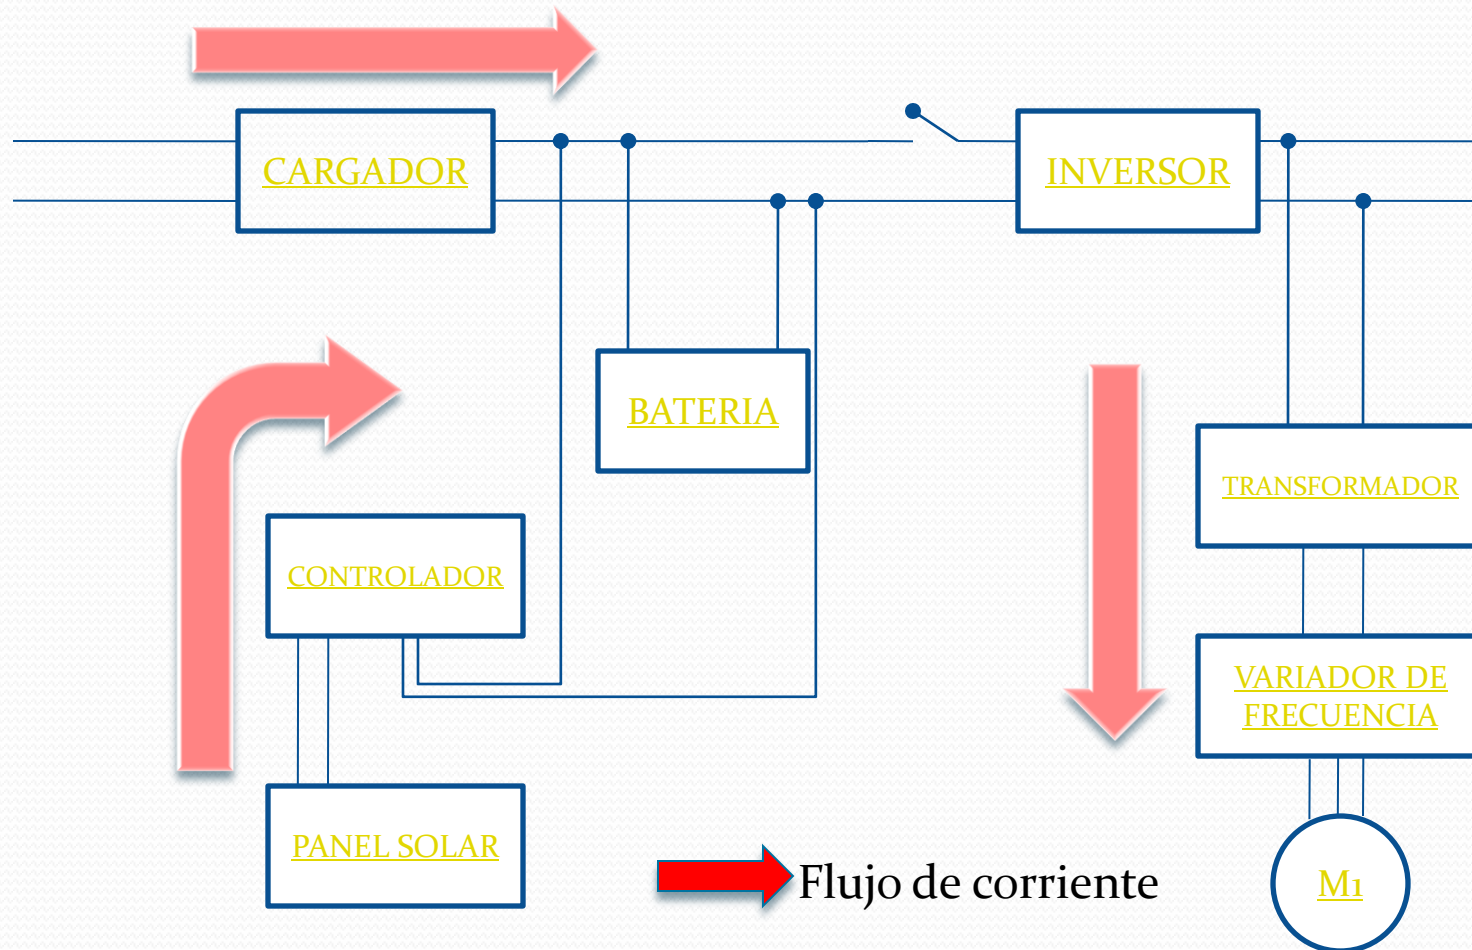 CARGADOR
INVERSOR
BATERIA
TRANSFORMADOR
CONTROLADOR
VARIADOR DE
FRECUENCIA
PANEL SOLAR
Flujo de corriente
M1